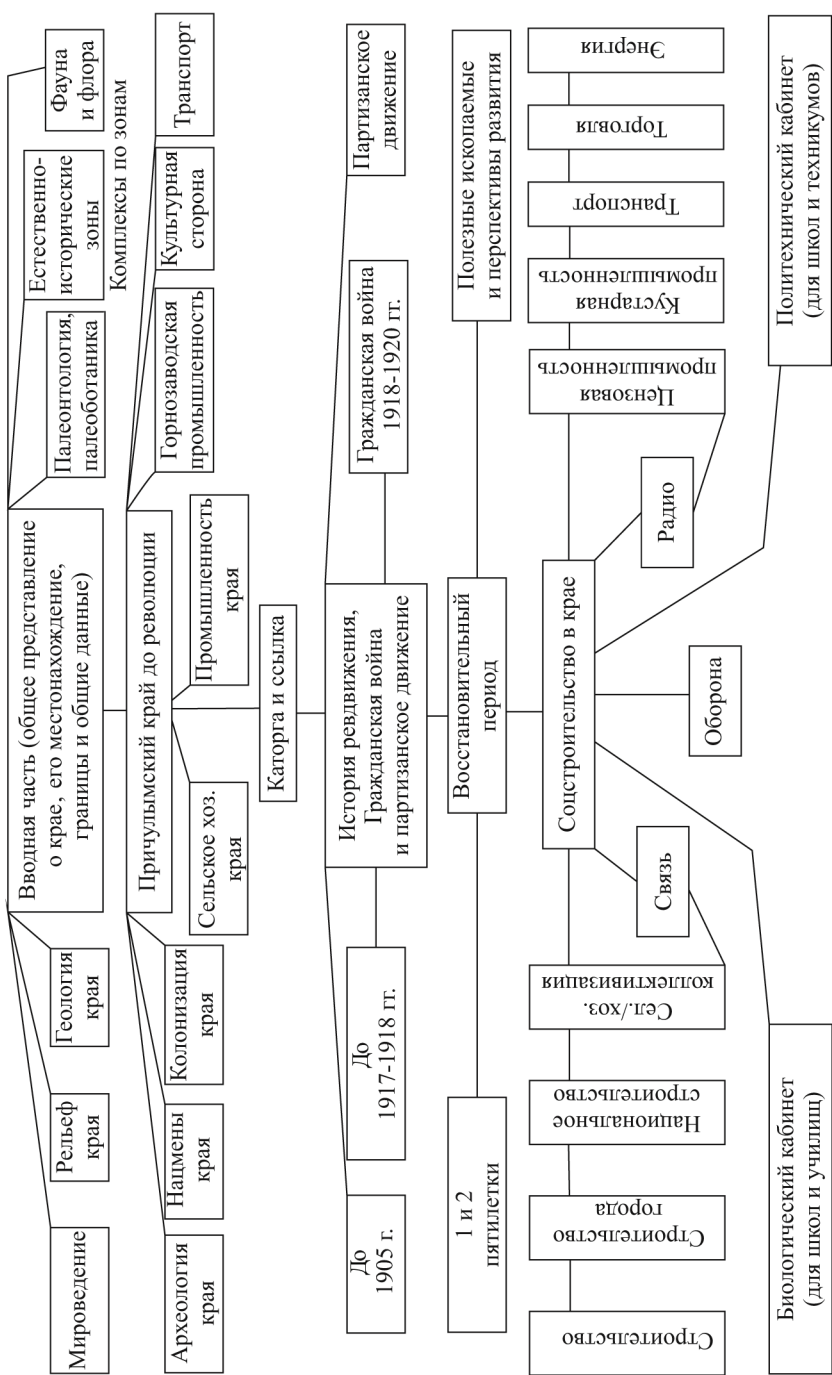 Вводная часть (общее представление
о крае, его местонахождение,
границы и общие данные)
Мироведение
Рельеф
края
Геология
края
Палеонтология,
палеоботаника
Естественно-
исторические
зоны
Фауна
и флора
Комплексы по зонам
Причулымский край до революции
Археология
края
Нацмены
края
Колонизация
края
Сельское хоз.
края
Промышленность
края
Горнозаводская
промышленность
Культурная
сторона
Транспорт
Каторга и ссылка
История ревдвижения,
Гражданская война
и партизанское движение
До
1905 г.
До
1917-1918 гг.
Гражданская война
1918-1920 гг.
Партизанское
движение
Восстановительный
период
1 и 2
пятилетки
Полезные ископаемые
и перспективы развития
Соцстроительство в крае
Строительство
Строительство
города
Национальное
строительство
Сел./хоз.
коллективизация
Связь
Оборона
Радио
Цензовая
промышленность
Кустарная
промышленность
Транспорт
Торговля
Энергия
Биологический кабинет
(для школ и училищ)
Политехнический кабинет
(для школ и техникумов)